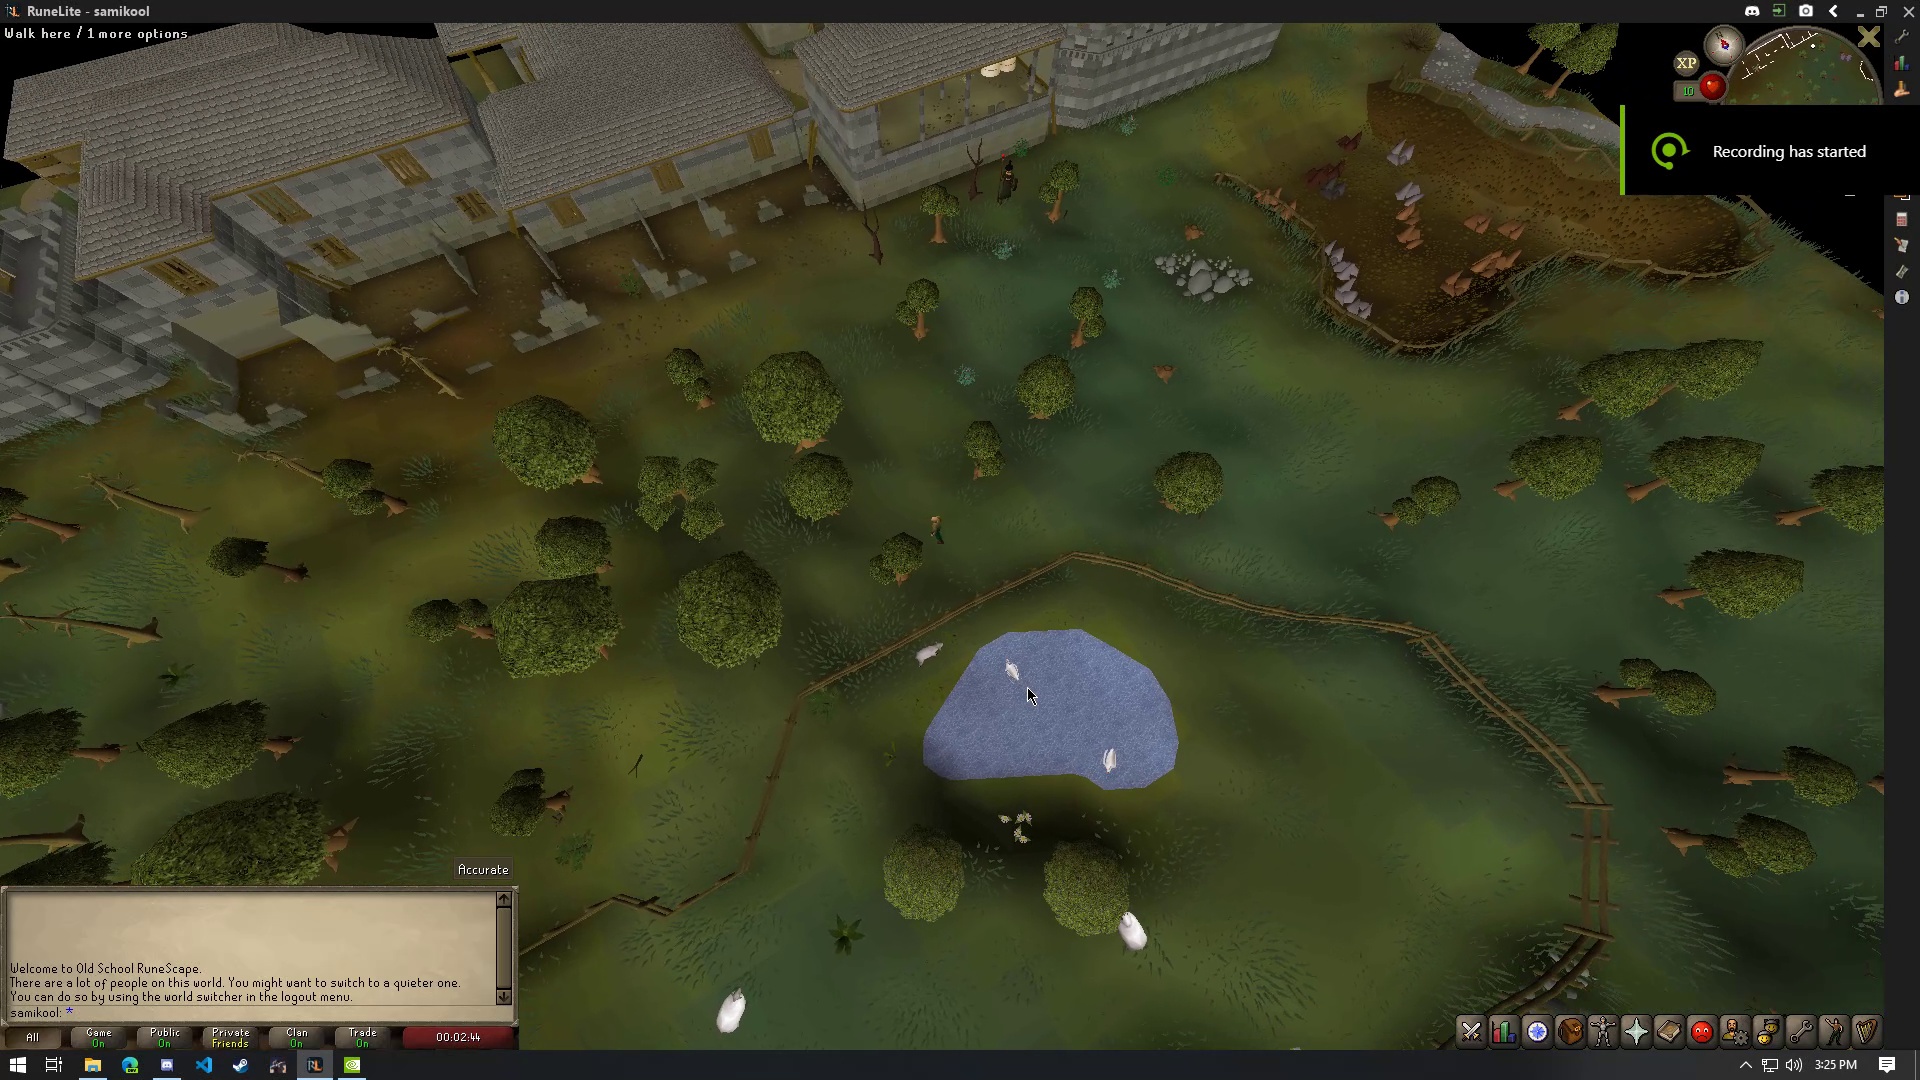 RuneLite - samikool
Walk here / 1 more options
XP
10
Recording has started
Accurate
Welcome to Old School RuneScape.
There are a lot of people on this world. You might want to switch to a quieter one.
You can do so by using the world switcher in the logout menu.
samikool: *
All
Game
On
Public
On
Private
Friends
Clan
On
Trade
On
00:02:44
3:25 PM